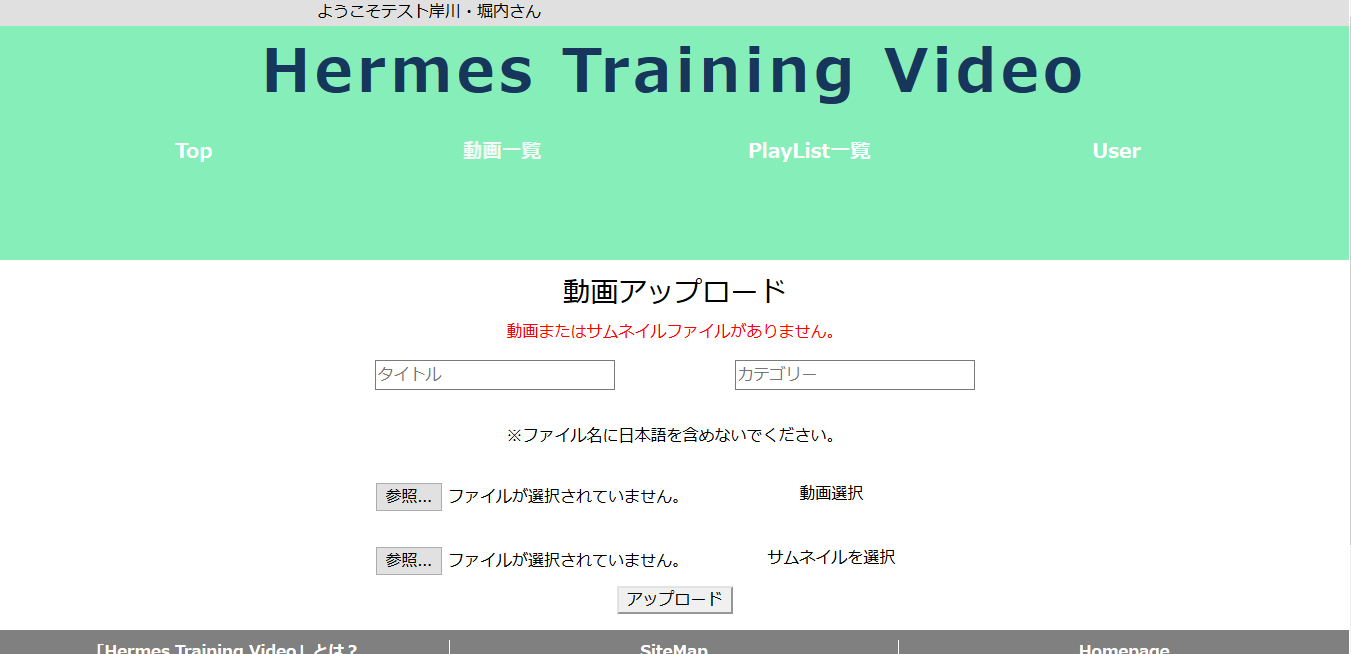 ようこそテスト岸川・堀内さん
Hermes Training Video
Top 動画一覧 PlayList一覧 User
動画アップロード
動画またはサムネイルファイルがありません。
タイトル カテゴリー
※ファイル名に日本語を含めないでください。
参照... ファイルが選択されていません。 動画選択
参照... ファイルが選択されていません。 サムネイルを選択
アップロード
「Hermes Training Video」とは？ SiteMap Homepage